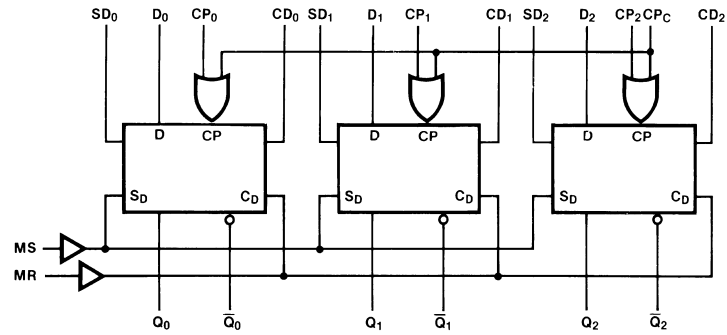 SD0 D0 CP0 CD0 SD1 D1 CP1 CD1 SD2 D2 CP2 CPC CD2
D CP D CP D CP
SD CD SD CD SD CD
MS
MR
Q0 Q̅0 Q1 Q̅1 Q2 Q̅2